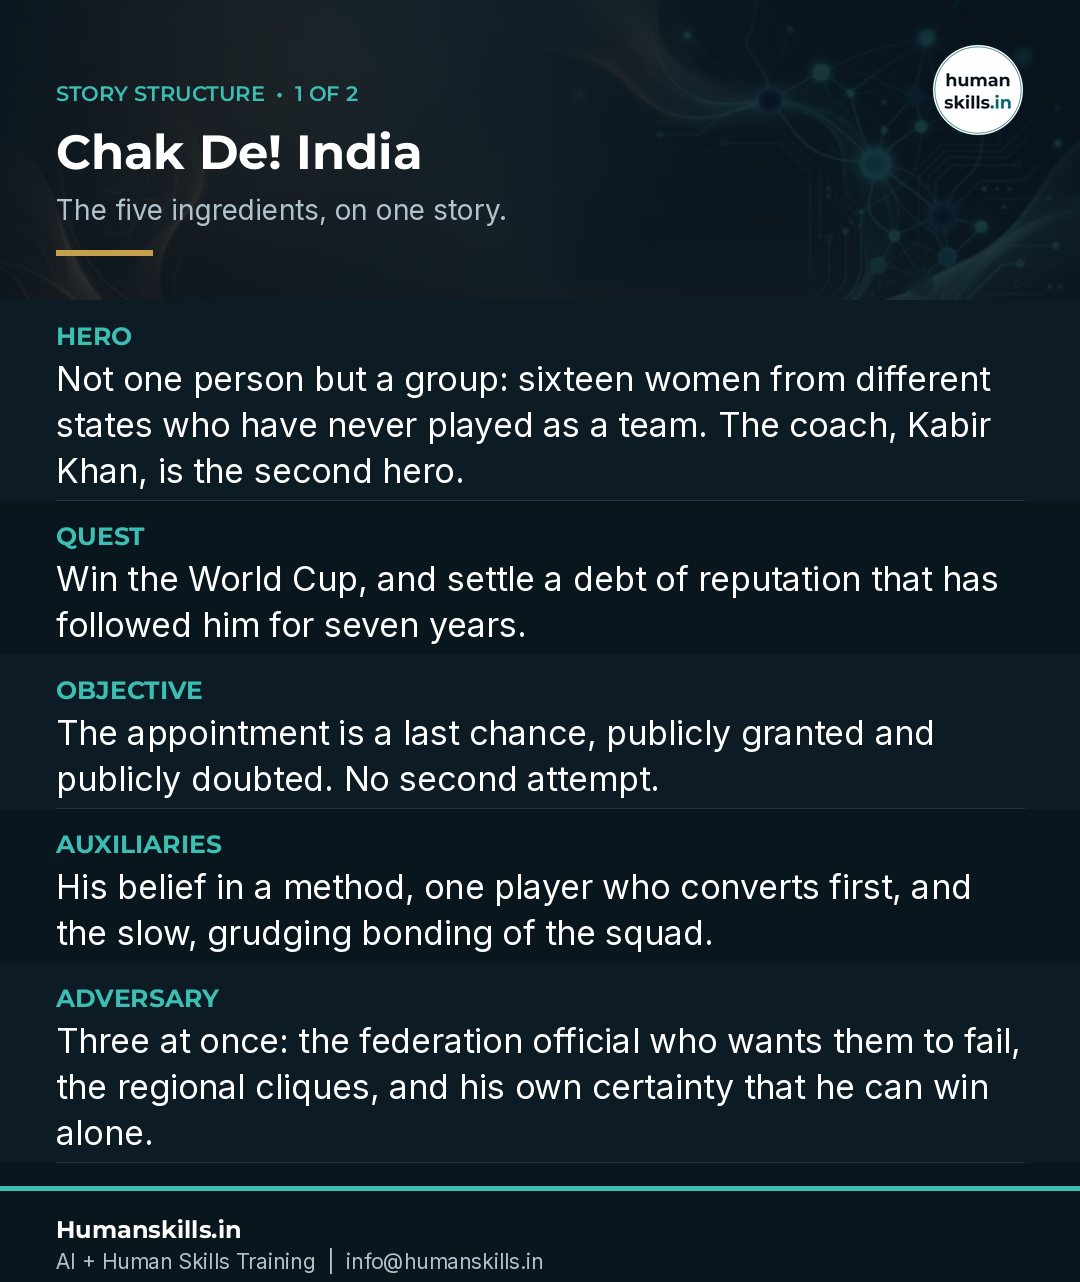 STORY STRUCTURE • 1 OF 2
human
skills.in
Chak De! India
The five ingredients, on one story.
HERO
Not one person but a group: sixteen women from different
states who have never played as a team. The coach, Kabir
Khan, is the second hero.
QUEST
Win the World Cup, and settle a debt of reputation that has
followed him for seven years.
OBJECTIVE
The appointment is a last chance, publicly granted and
publicly doubted. No second attempt.
AUXILIARIES
His belief in a method, one player who converts first, and
the slow, grudging bonding of the squad.
ADVERSARY
Three at once: the federation official who wants them to fail,
the regional cliques, and his own certainty that he can win
alone.
Humanskills.in
AI + Human Skills Training | info@humanskills.in